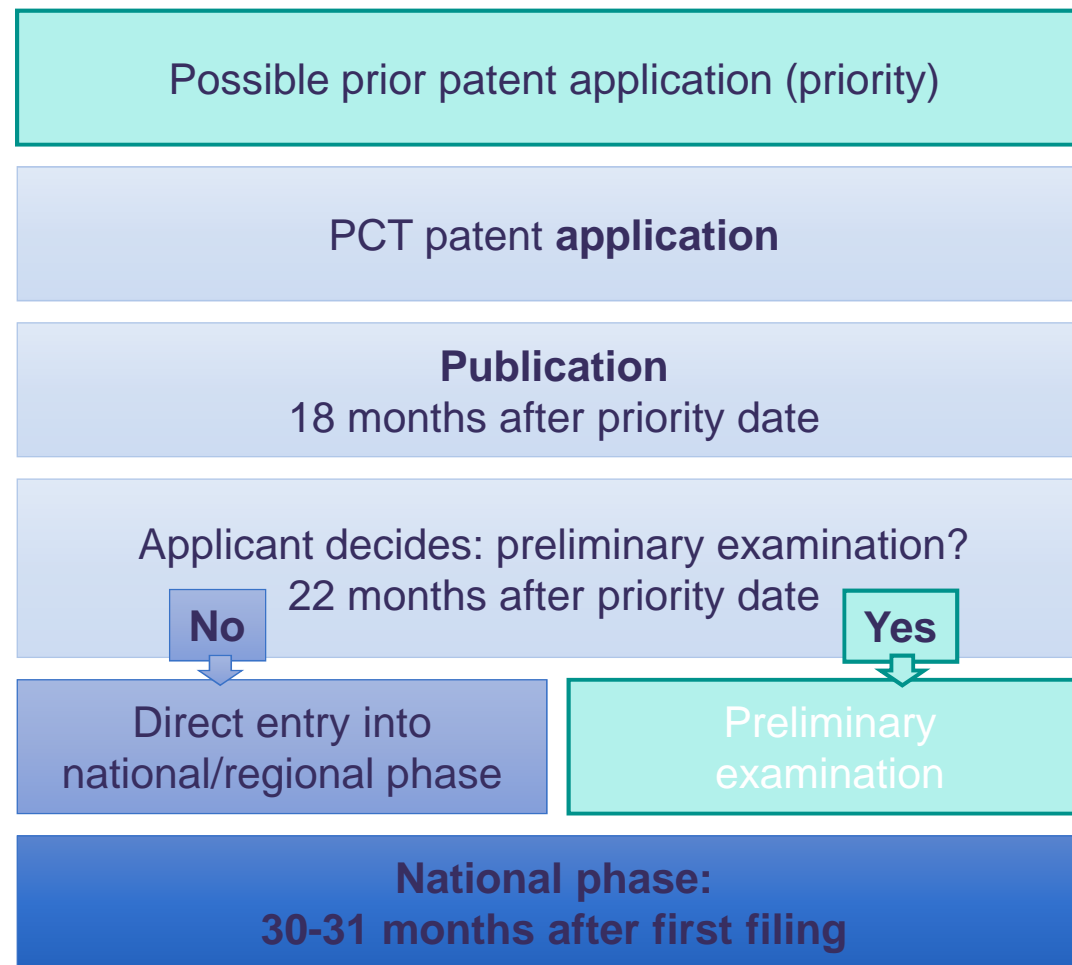 Possible prior patent application (priority)
PCT patent application
Publication
18 months after priority date
Applicant decides: preliminary examination?
22 months after priority date
No
Yes
Direct entry into
national/regional phase
Preliminary
examination
National phase:
30-31 months after first filing